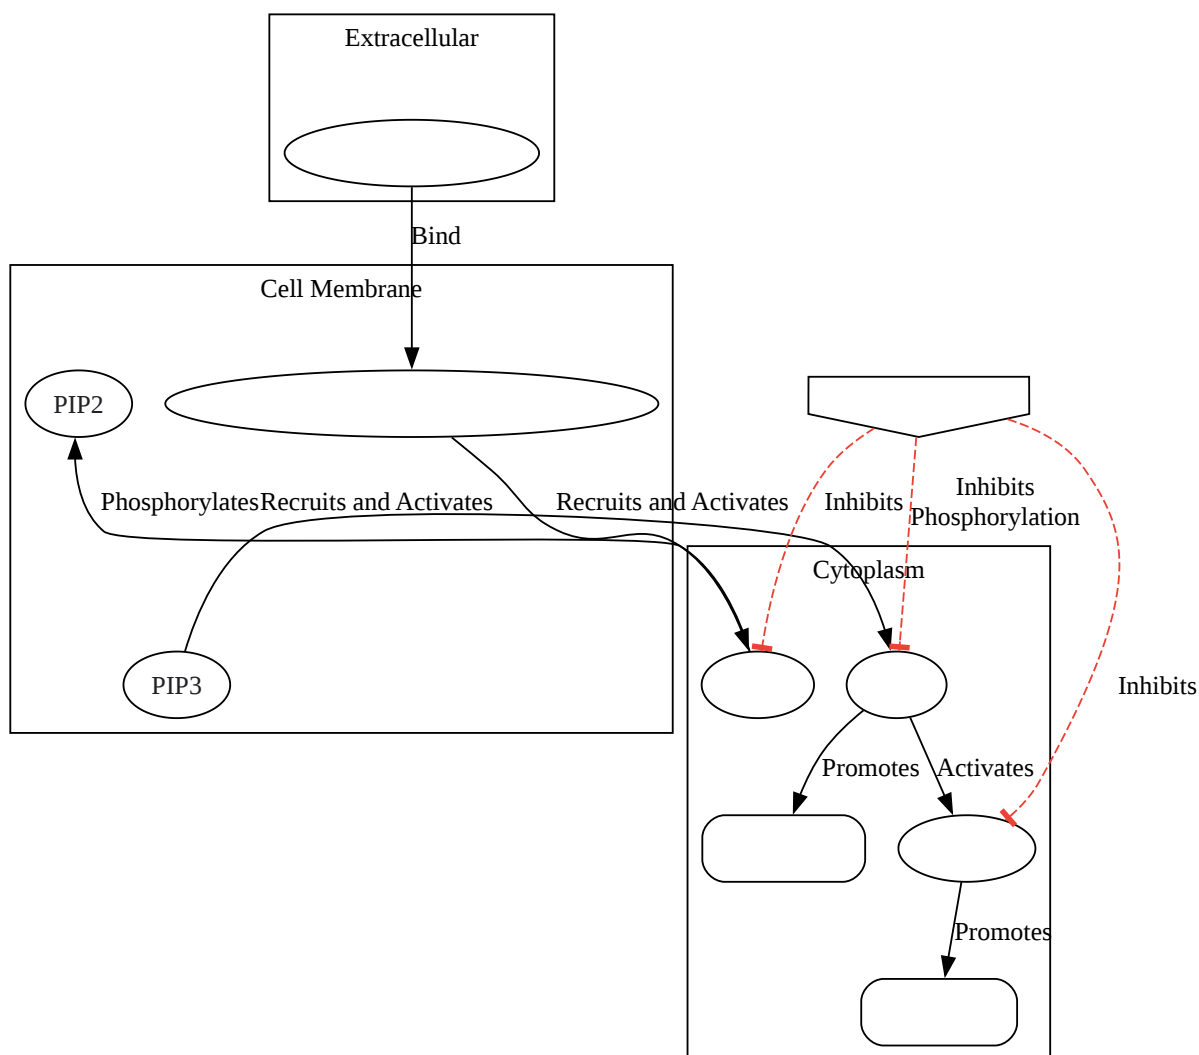 Extracellular
Bind
Cell Membrane
PIP2
Phosphorylates
Recruits and Activates
Recruits and Activates
Inhibits
Inhibits
Phosphorylation
Cytoplasm
PIP3
Inhibits
Promotes
Activates
Promotes